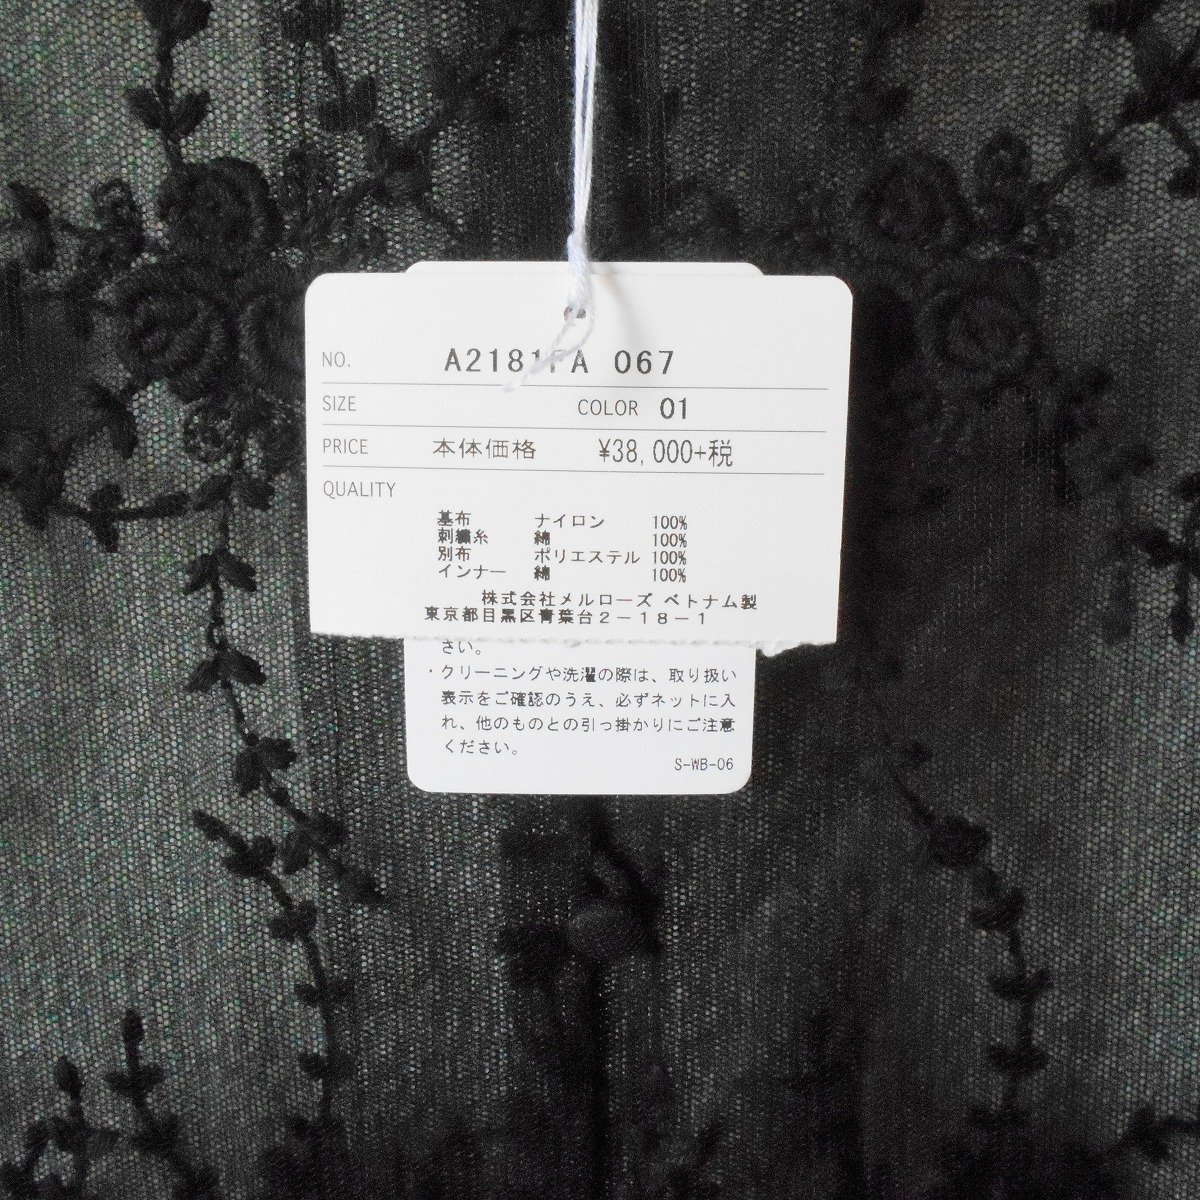 NO. A2181FA 067
SIZE COLOR 01
PRICE 本体価格 ¥38,000+税
QUALITY
基布 ナイロン 100%
刺繍糸 綿 100%
別布 ポリエステル 100%
インナー 綿 100%
株式会社メルローズ ベトナム製
東京都目黒区青葉台2-18-1
さい。
・クリーニングや洗濯の際は、取り扱い
表示をご確認のうえ、必ずネットに入
れ、他のものとの引っ掛かりにご注意
ください。
S-WB-06